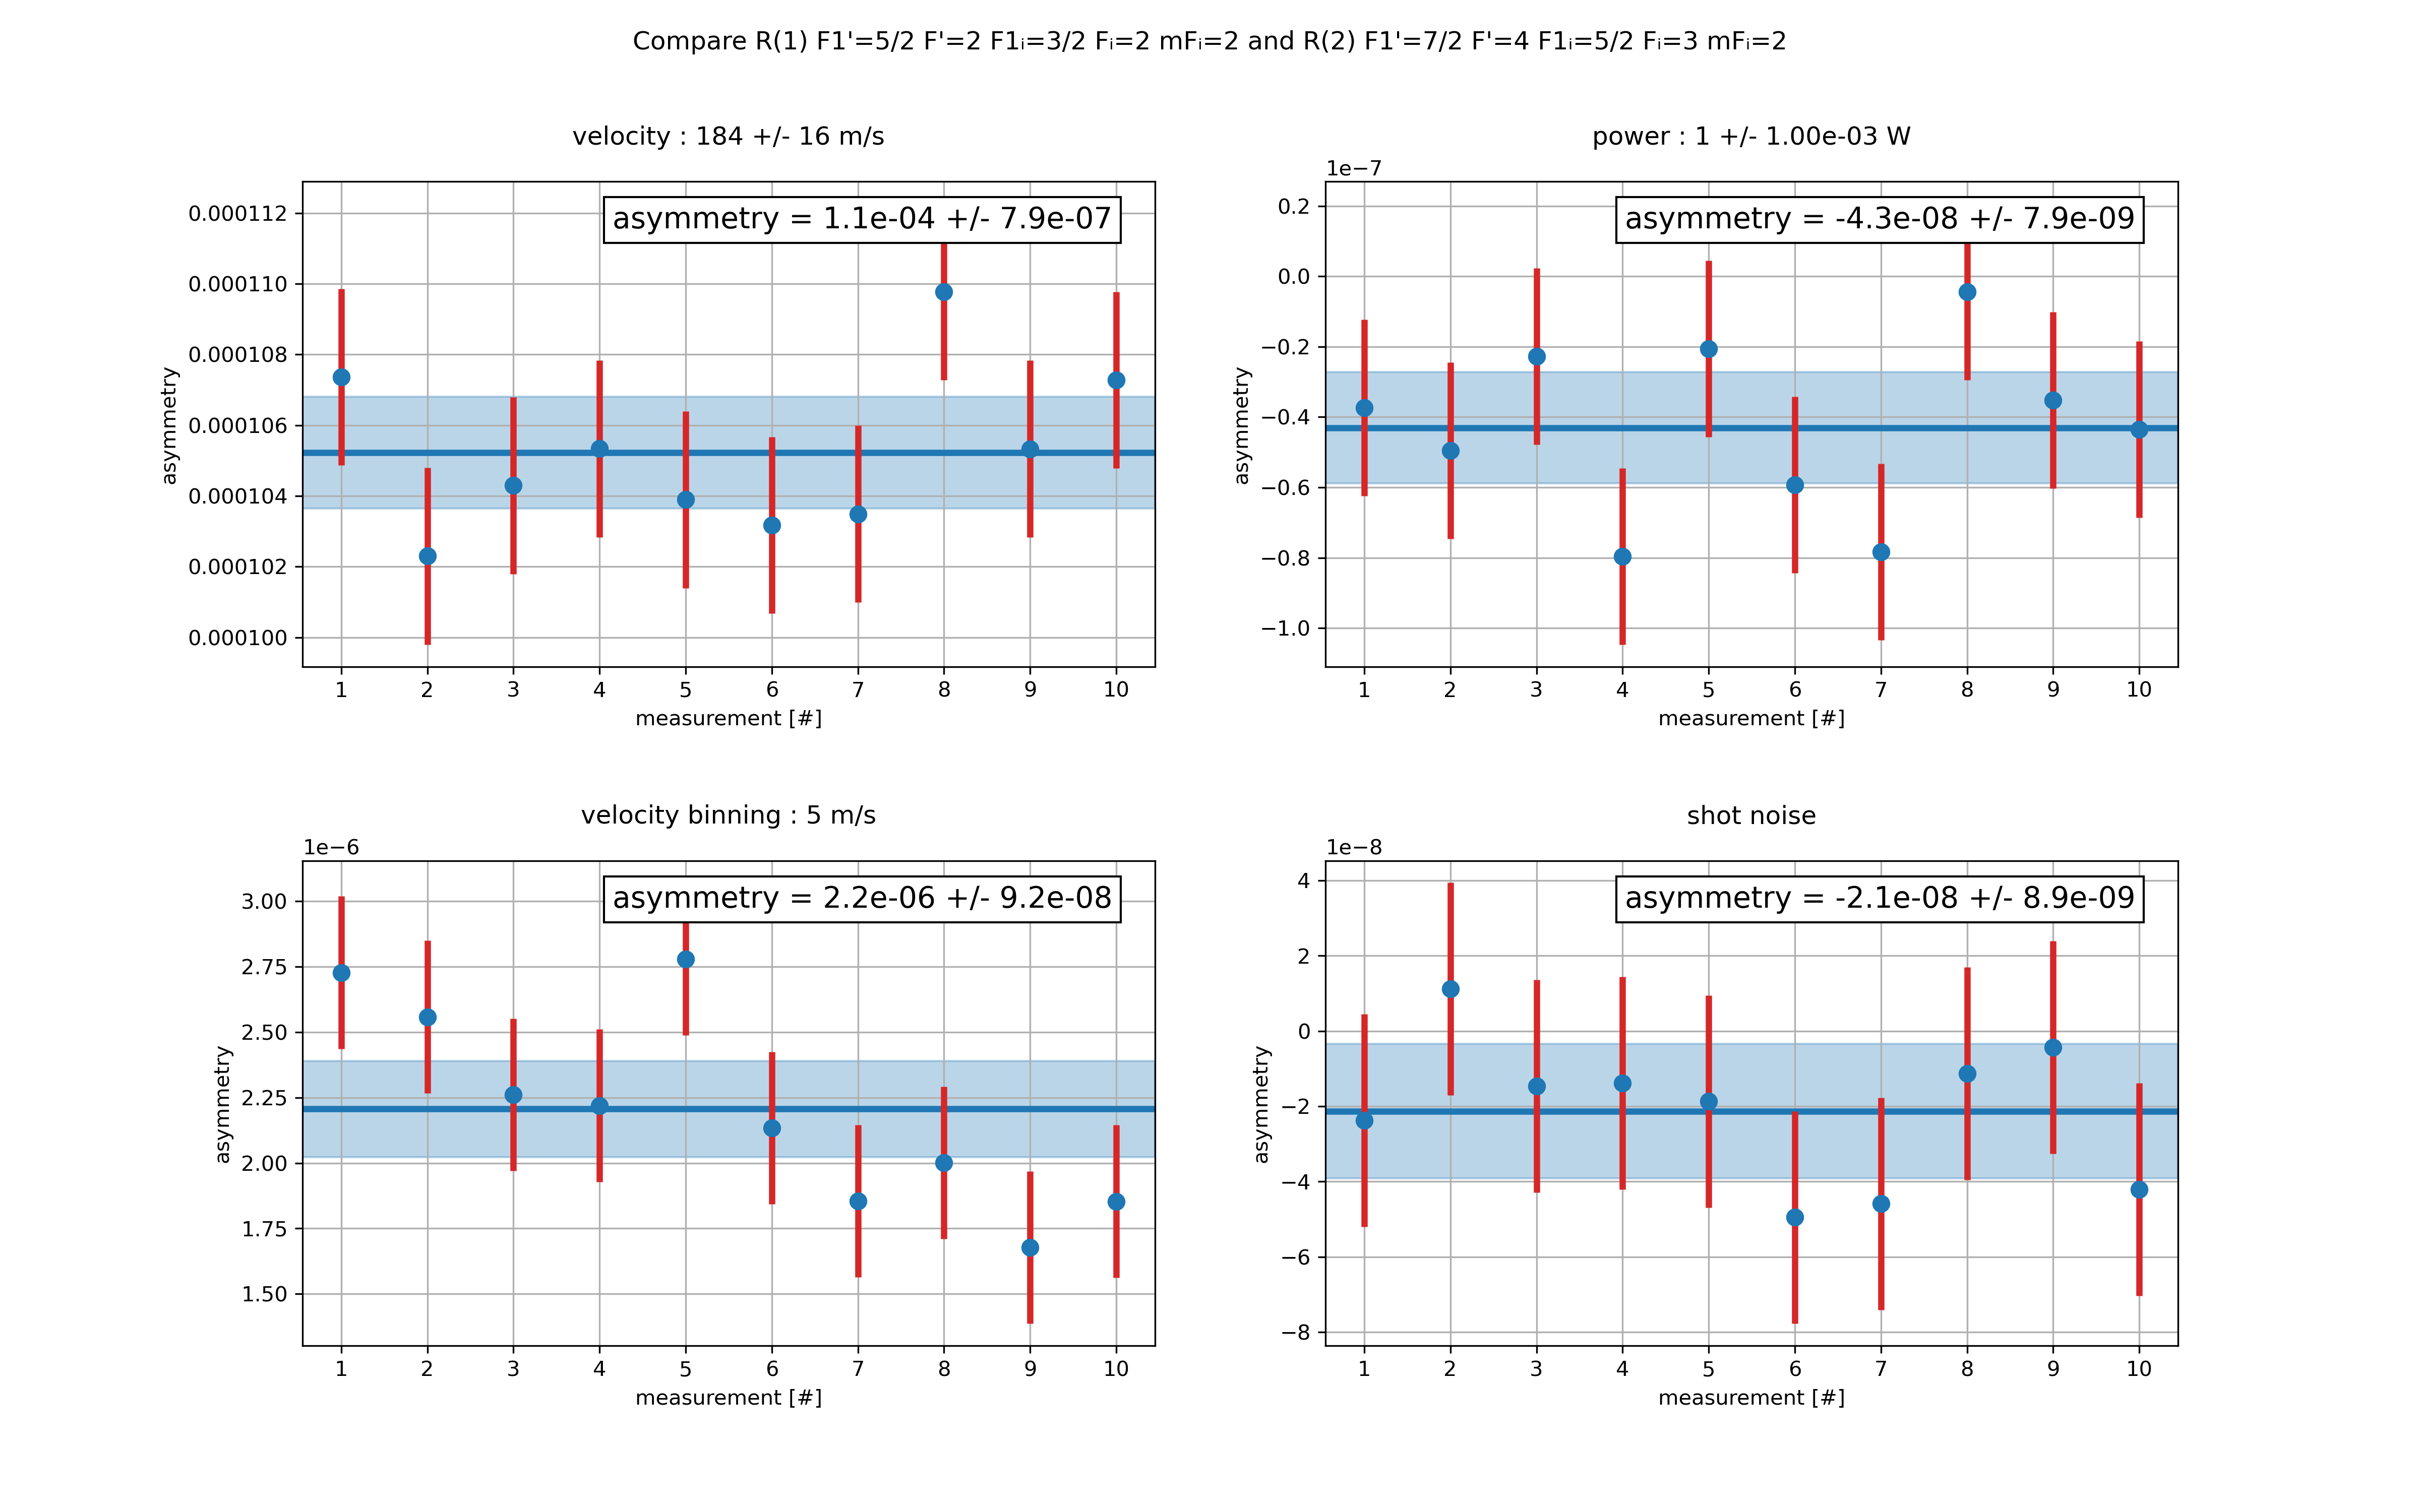 Compare R(1) F1'=5/2 F'=2 F1ᵢ=3/2 Fᵢ=2 mFᵢ=2 and R(2) F1'=7/2 F'=4 F1ᵢ=5/2 Fᵢ=3 mFᵢ=2
velocity : 184 +/- 16 m/s
asymmetry = 1.1e-04 +/- 7.9e-07
0.000112
0.000110
0.000108
0.000106
0.000104
0.000102
0.000100
asymmetry
1 2 3 4 5 6 7 8 9 10
measurement [#]
power : 1 +/- 1.00e-03 W
1e−7
asymmetry = -4.3e-08 +/- 7.9e-09
0.2
0.0
−0.2
−0.4
−0.6
−0.8
−1.0
asymmetry
1 2 3 4 5 6 7 8 9 10
measurement [#]
velocity binning : 5 m/s
1e−6
asymmetry = 2.2e-06 +/- 9.2e-08
3.00
2.75
2.50
2.25
2.00
1.75
1.50
asymmetry
1 2 3 4 5 6 7 8 9 10
measurement [#]
shot noise
1e−8
asymmetry = -2.1e-08 +/- 8.9e-09
4
2
0
−2
−4
−6
−8
asymmetry
1 2 3 4 5 6 7 8 9 10
measurement [#]